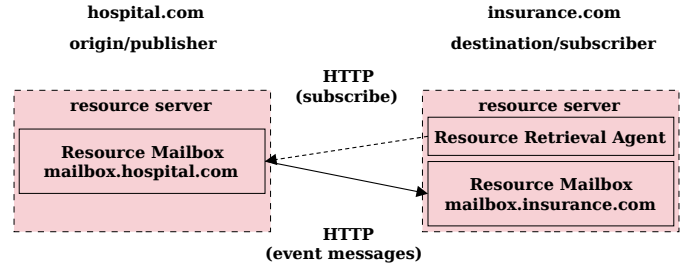 hospital.com
origin/publisher
insurance.com
destination/subscriber
HTTP
(subscribe)
resource server
Resource Mailbox
mailbox.hospital.com
resource server
Resource Retrieval Agent
Resource Mailbox
mailbox.insurance.com
HTTP
(event messages)